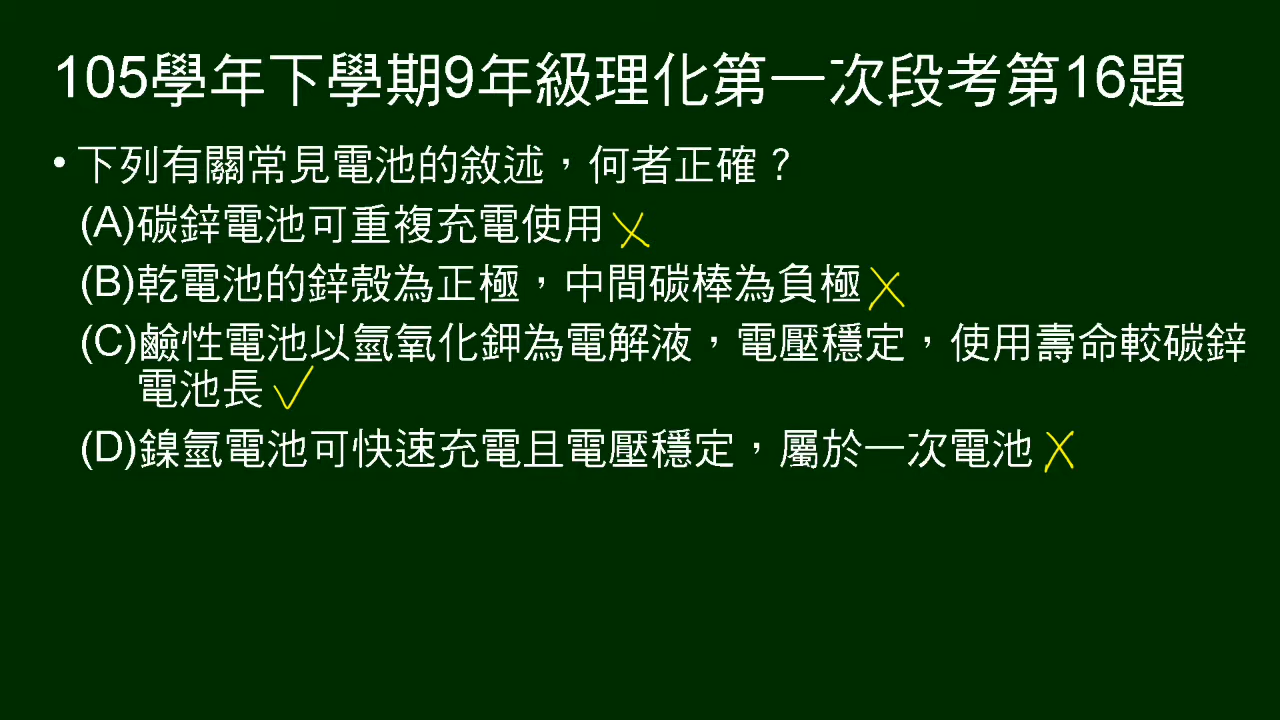 105學年下學期9年級理化第一次段考第16題
•下列有關常見電池的敘述，何者正確？
(A)碳鋅電池可重複充電使用 ✗
(B)乾電池的鋅殼為正極，中間碳棒為負極 ✗
(C)鹼性電池以氫氧化鉀為電解液，電壓穩定，使用壽命較碳鋅
電池長 ✓
(D)鎳氫電池可快速充電且電壓穩定，屬於一次電池 ✗